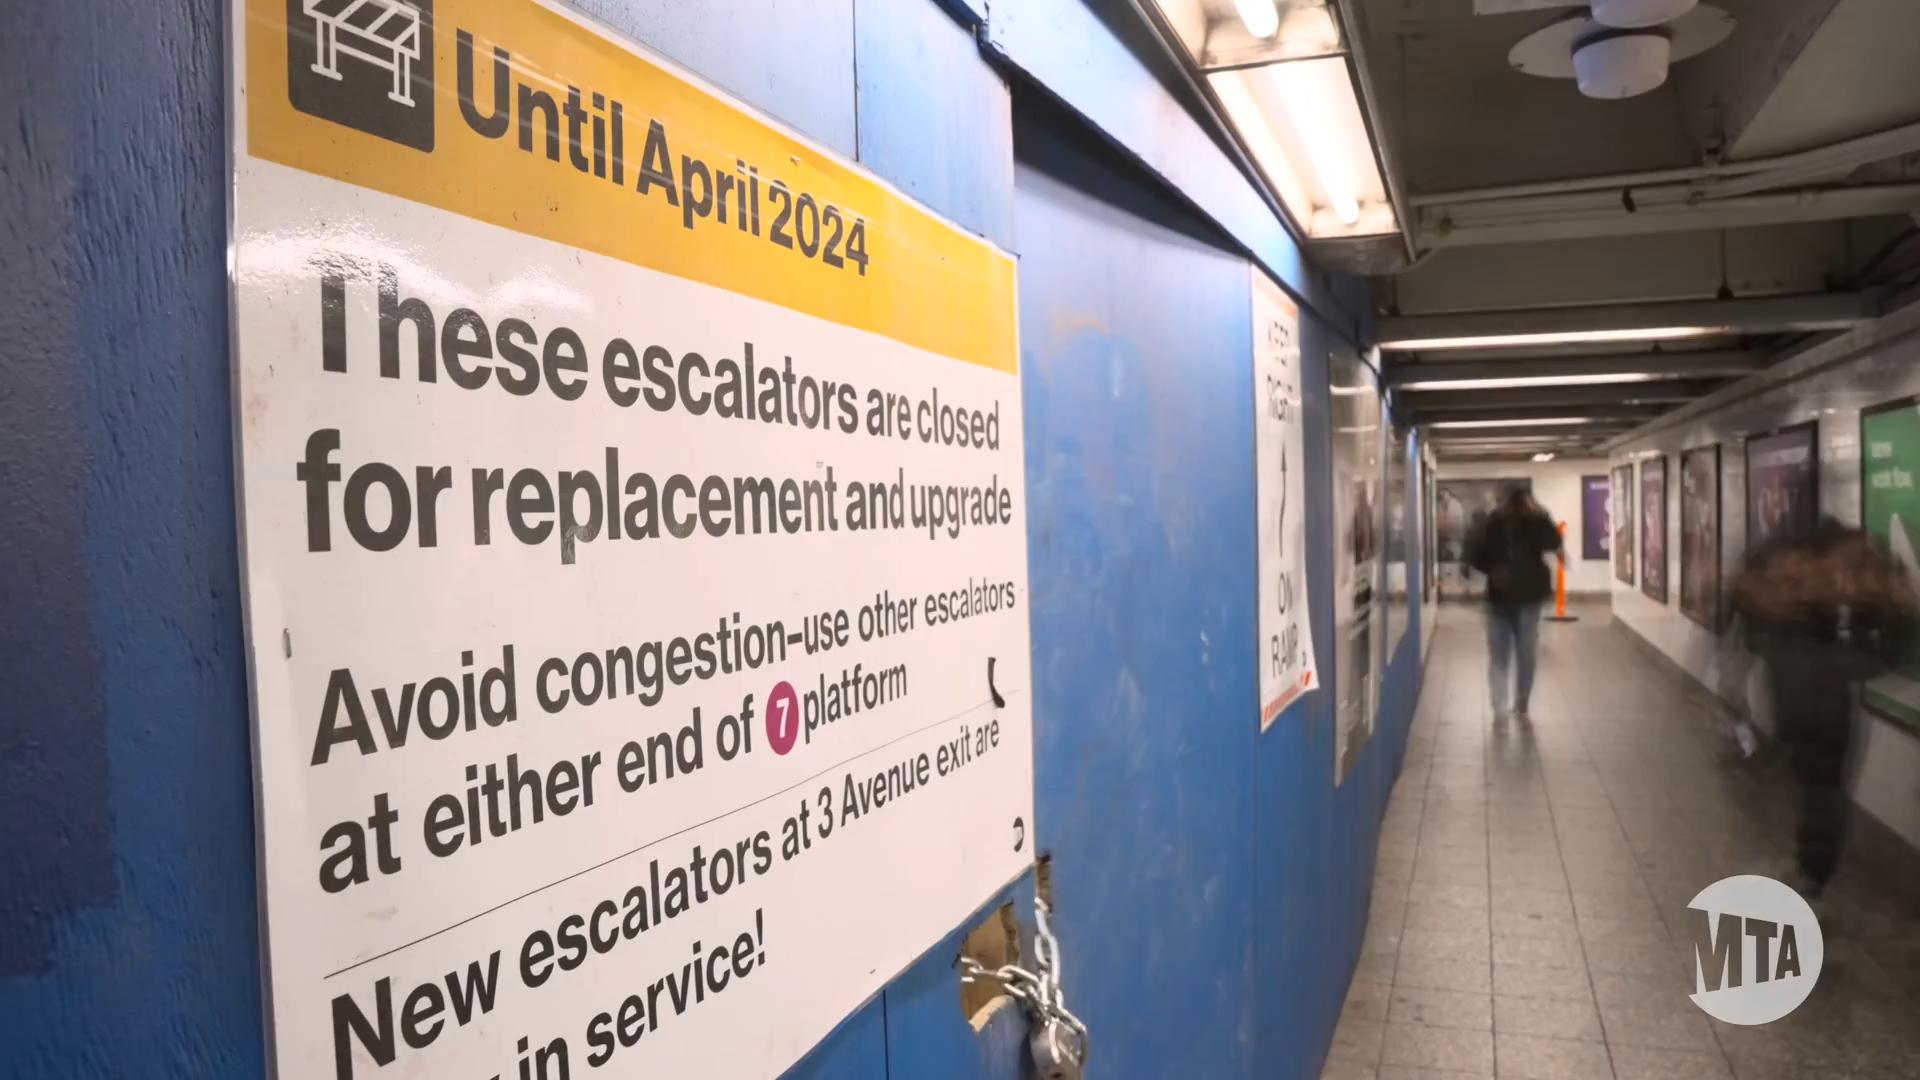 Until April 2024
These escalators are closed
for replacement and upgrade
Avoid congestion–use other escalators
at either end of 7 platform
New escalators at 3 Avenue exit are
in service!
KEEP
RIGHT
ON
RAMP
MTA